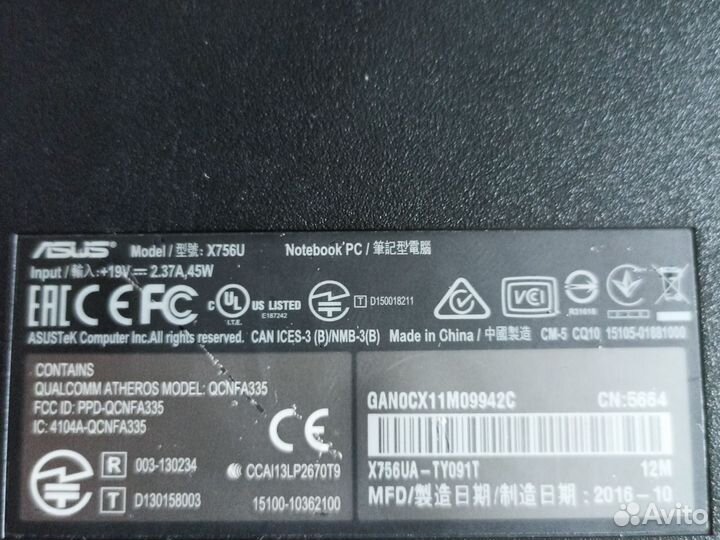 ASUS Model / 型號: X756U Notebook PC / 筆記型電腦
Input / 輸入: +19V⎓ 2.37A,45W
EAC CE FC c UL US LISTED I.T.E. E187242 T D150018211 VCCI R31618
ASUSTeK Computer Inc.All rights reserved. CAN ICES-3 (B)/NMB-3(B) Made in China / 中國製造 CM-5 CQ10 15105-01881000
CONTAINS
QUALCOMM ATHEROS MODEL: QCNFA335
FCC ID: PPD-QCNFA335
IC: 4104A-QCNFA335
CE
R 003-130234 CCAI13LP2670T9
T D130158003 15100-10362100
GAN0CX11M09942C CN:5664
X756UA-TY091T 12M
MFD/製造日期/制造日期: 2016-10
Avito